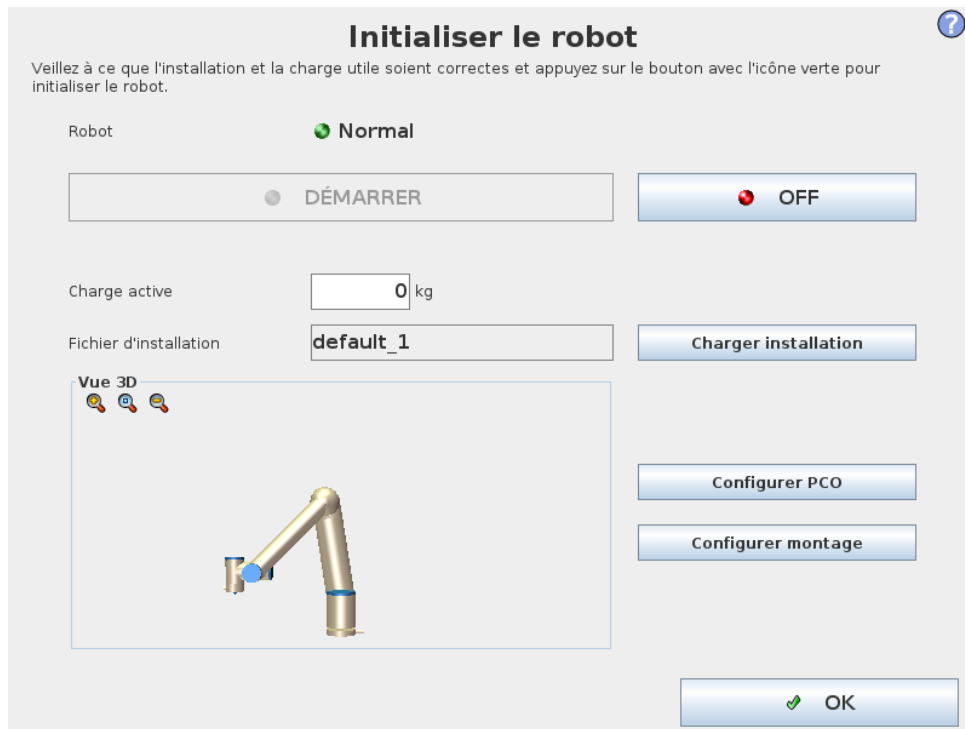 Initialiser le robot
?
Veillez à ce que l'installation et la charge utile soient correctes et appuyez sur le bouton avec l'icône verte pour
initialiser le robot.
Robot
Normal
DÉMARRER
OFF
Charge active
0 kg
Fichier d'installation
default_1
Charger installation
Vue 3D
Configurer PCO
Configurer montage
OK